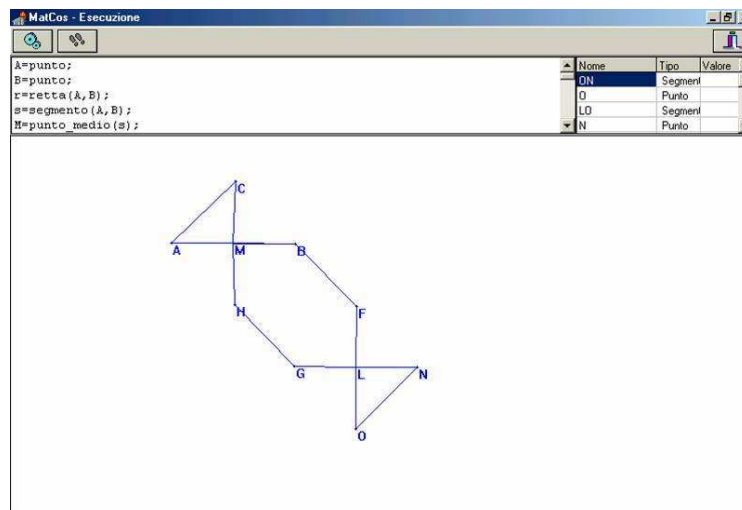 MatCos - Esecuzione
A=punto;
B=punto;
r=retta(A,B);
s=segmento(A,B);
M=punto_medio(s);
Nome Tipo Valore
ON Segment
O Punto
LO Segment
N Punto
C
A M B
H F
G L N
O